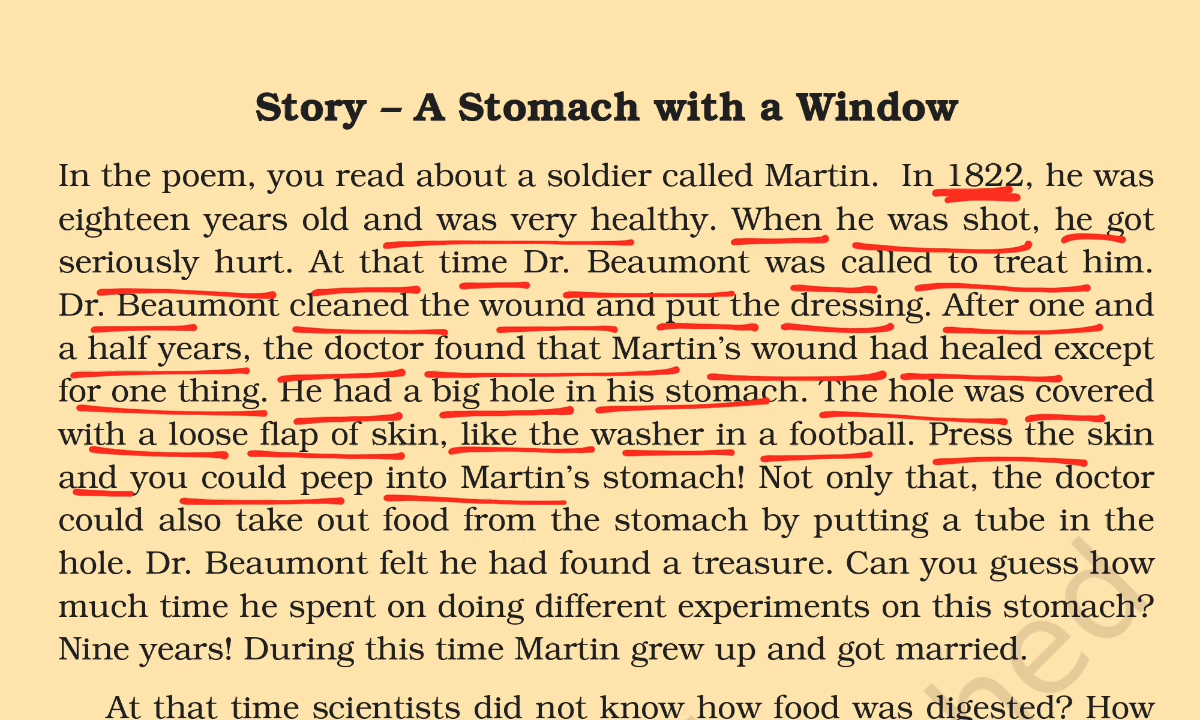 Story – A Stomach with a Window
In the poem, you read about a soldier called Martin. In 1822, he was
eighteen years old and was very healthy. When he was shot, he got
seriously hurt. At that time Dr. Beaumont was called to treat him.
Dr. Beaumont cleaned the wound and put the dressing. After one and
a half years, the doctor found that Martin’s wound had healed except
for one thing. He had a big hole in his stomach. The hole was covered
with a loose flap of skin, like the washer in a football. Press the skin
and you could peep into Martin’s stomach! Not only that, the doctor
could also take out food from the stomach by putting a tube in the
hole. Dr. Beaumont felt he had found a treasure. Can you guess how
much time he spent on doing different experiments on this stomach?
Nine years! During this time Martin grew up and got married.
At that time scientists did not know how food was digested? How